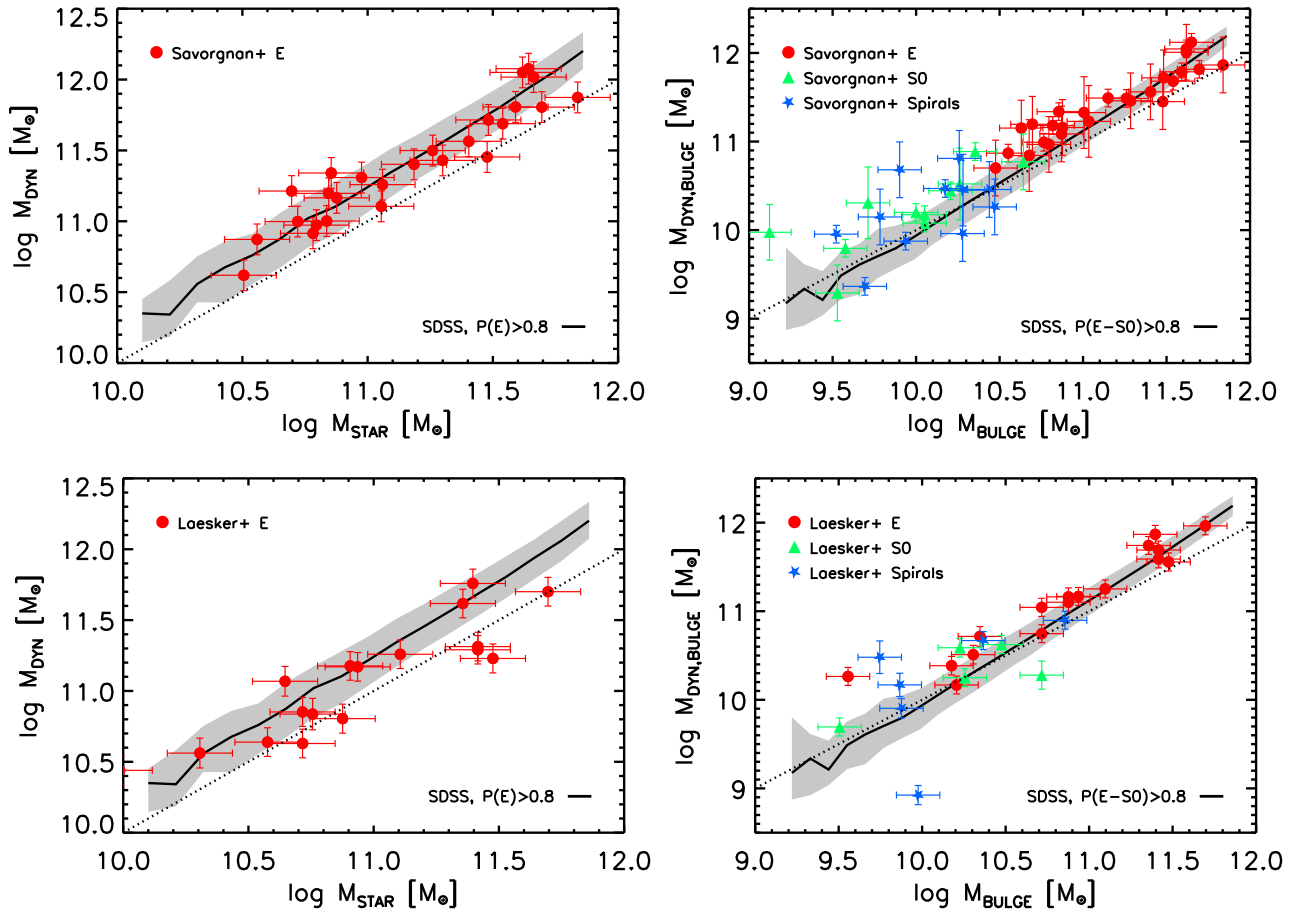 12.5
12.0
11.5
11.0
10.5
10.0
log M_DYN [M_⊙]
Savorgnan+ E
SDSS, P(E)>0.8
10.0 10.5 11.0 11.5 12.0
log M_STAR [M_⊙]
12
11
10
9
log M_DYN,BULGE [M_⊙]
Savorgnan+ E
Savorgnan+ S0
Savorgnan+ Spirals
SDSS, P(E-S0)>0.8
9.0 9.5 10.0 10.5 11.0 11.5 12.0
log M_BULGE [M_⊙]
12.5
12.0
11.5
11.0
10.5
10.0
log M_DYN [M_⊙]
Laesker+ E
SDSS, P(E)>0.8
10.0 10.5 11.0 11.5 12.0
log M_STAR [M_⊙]
12
11
10
9
log M_DYN,BULGE [M_⊙]
Laesker+ E
Laesker+ S0
Laesker+ Spirals
SDSS, P(E-S0)>0.8
9.0 9.5 10.0 10.5 11.0 11.5 12.0
log M_BULGE [M_⊙]